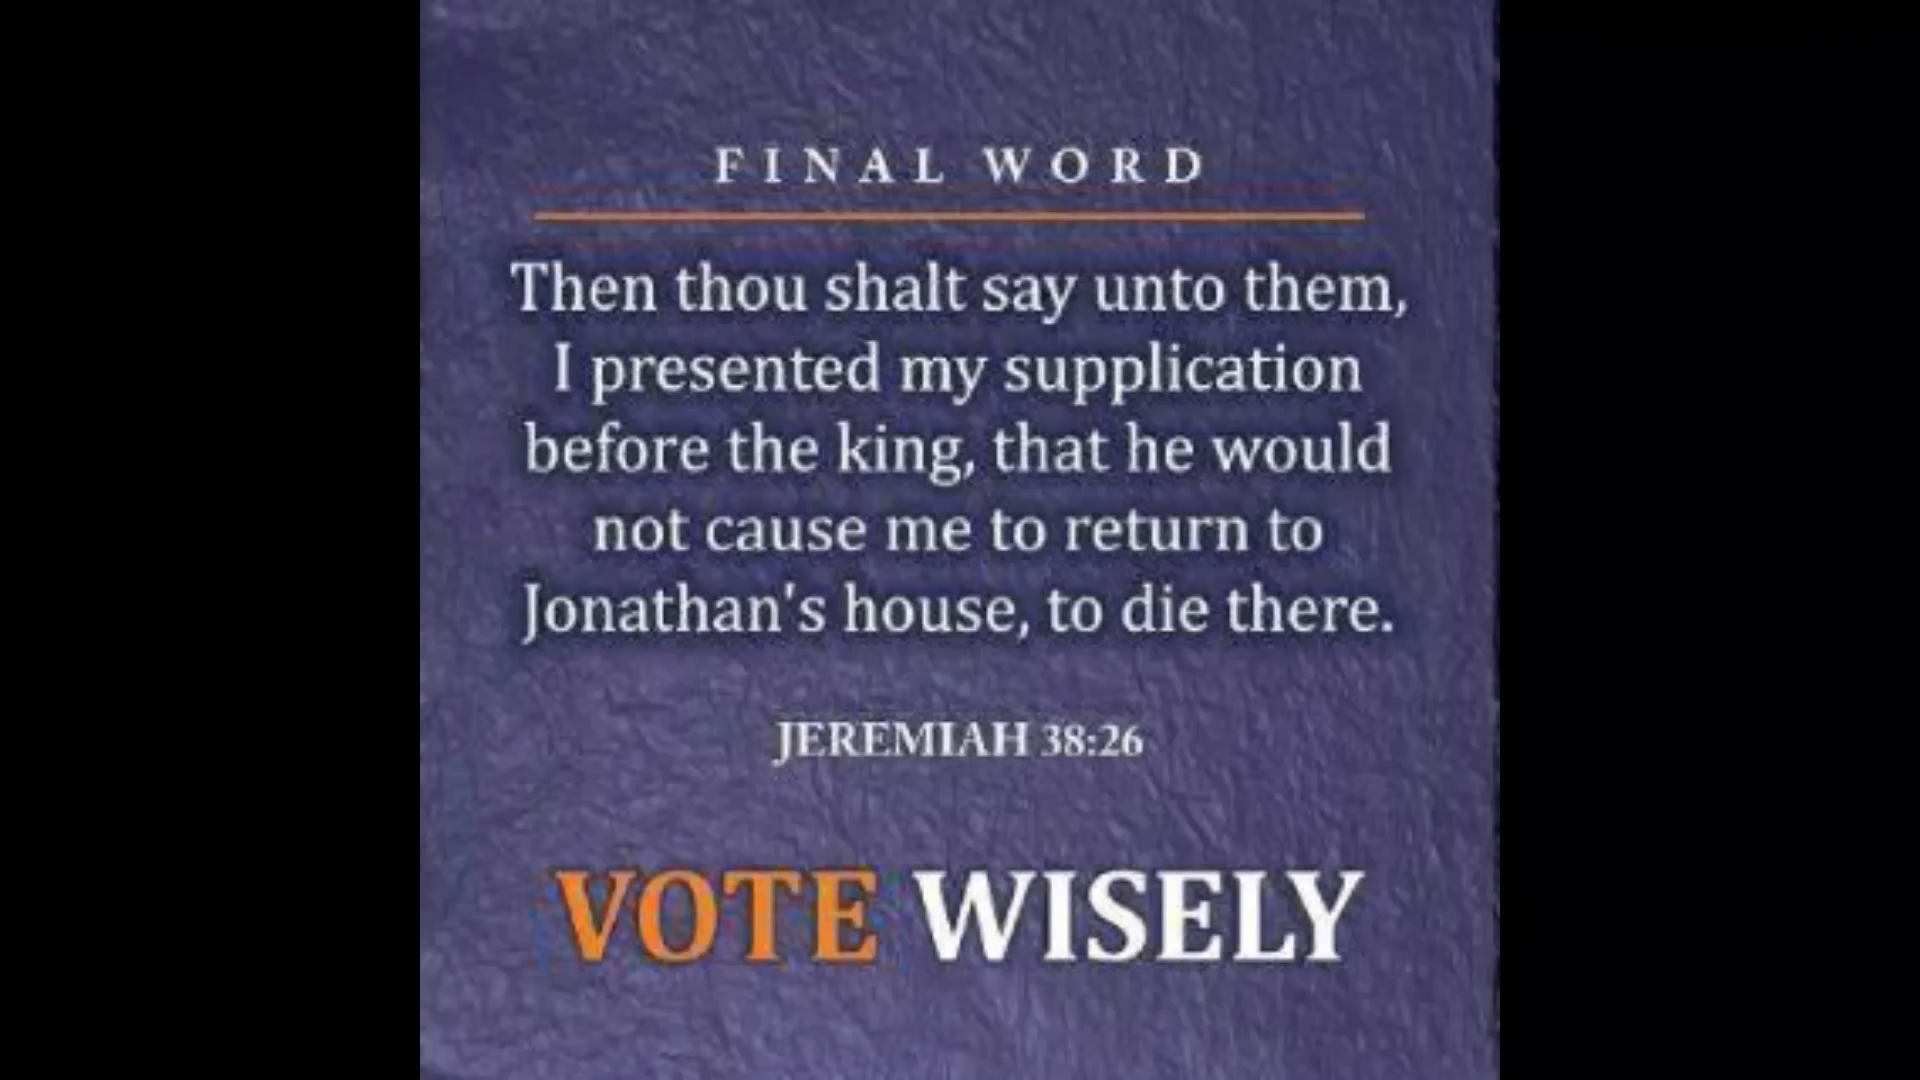 FINAL WORD
Then thou shalt say unto them,
I presented my supplication
before the king, that he would
not cause me to return to
Jonathan's house, to die there.
JEREMIAH 38:26
VOTE WISELY